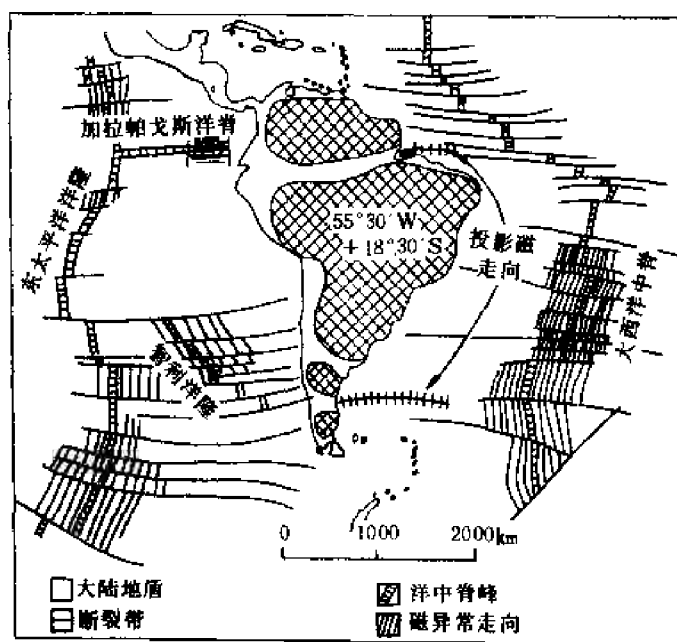 加拉帕戈斯洋脊
东太平洋洋隆
55°30′W
+18°30′S
投影磁
走向
大西洋中脊
智利洋隆
0 1000 2000km
大陆地盾
洋中脊峰
断裂带
磁异常走向